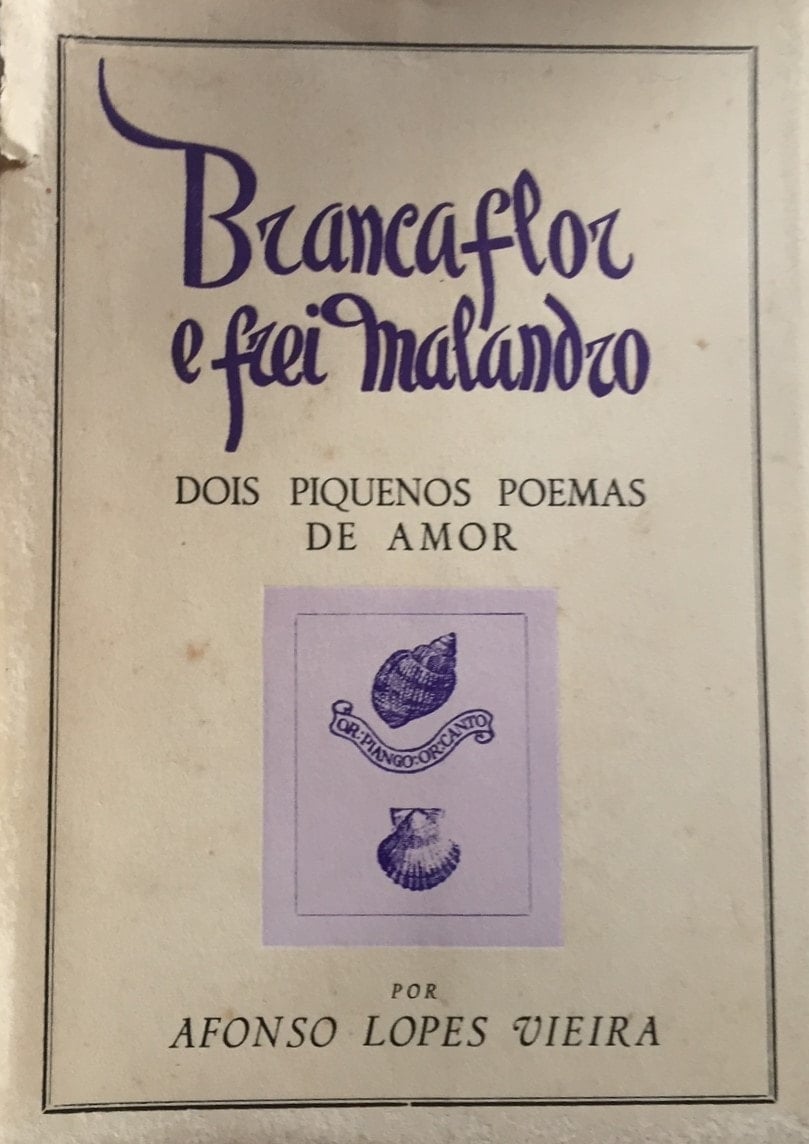 Brancaflor
e frei Malandro
DOIS PIQUENOS POEMAS
DE AMOR
OR·PIANGO·OR·CANTO
POR
AFONSO LOPES VIEIRA